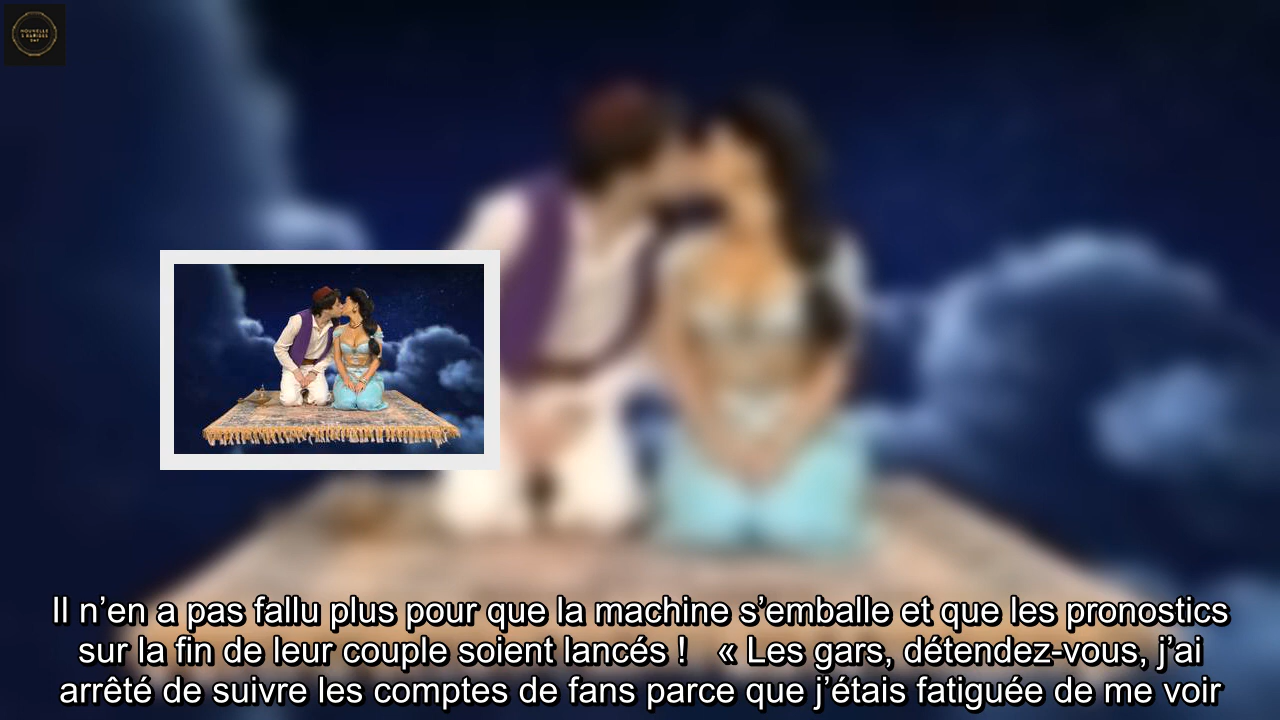 NOUVELLE
Il n’en a pas fallu plus pour que la machine s’emballe et que les pronostics
sur la fin de leur couple soient lancés ! « Les gars, détendez-vous, j’ai
arrêté de suivre les comptes de fans parce que j’étais fatiguée de me voir